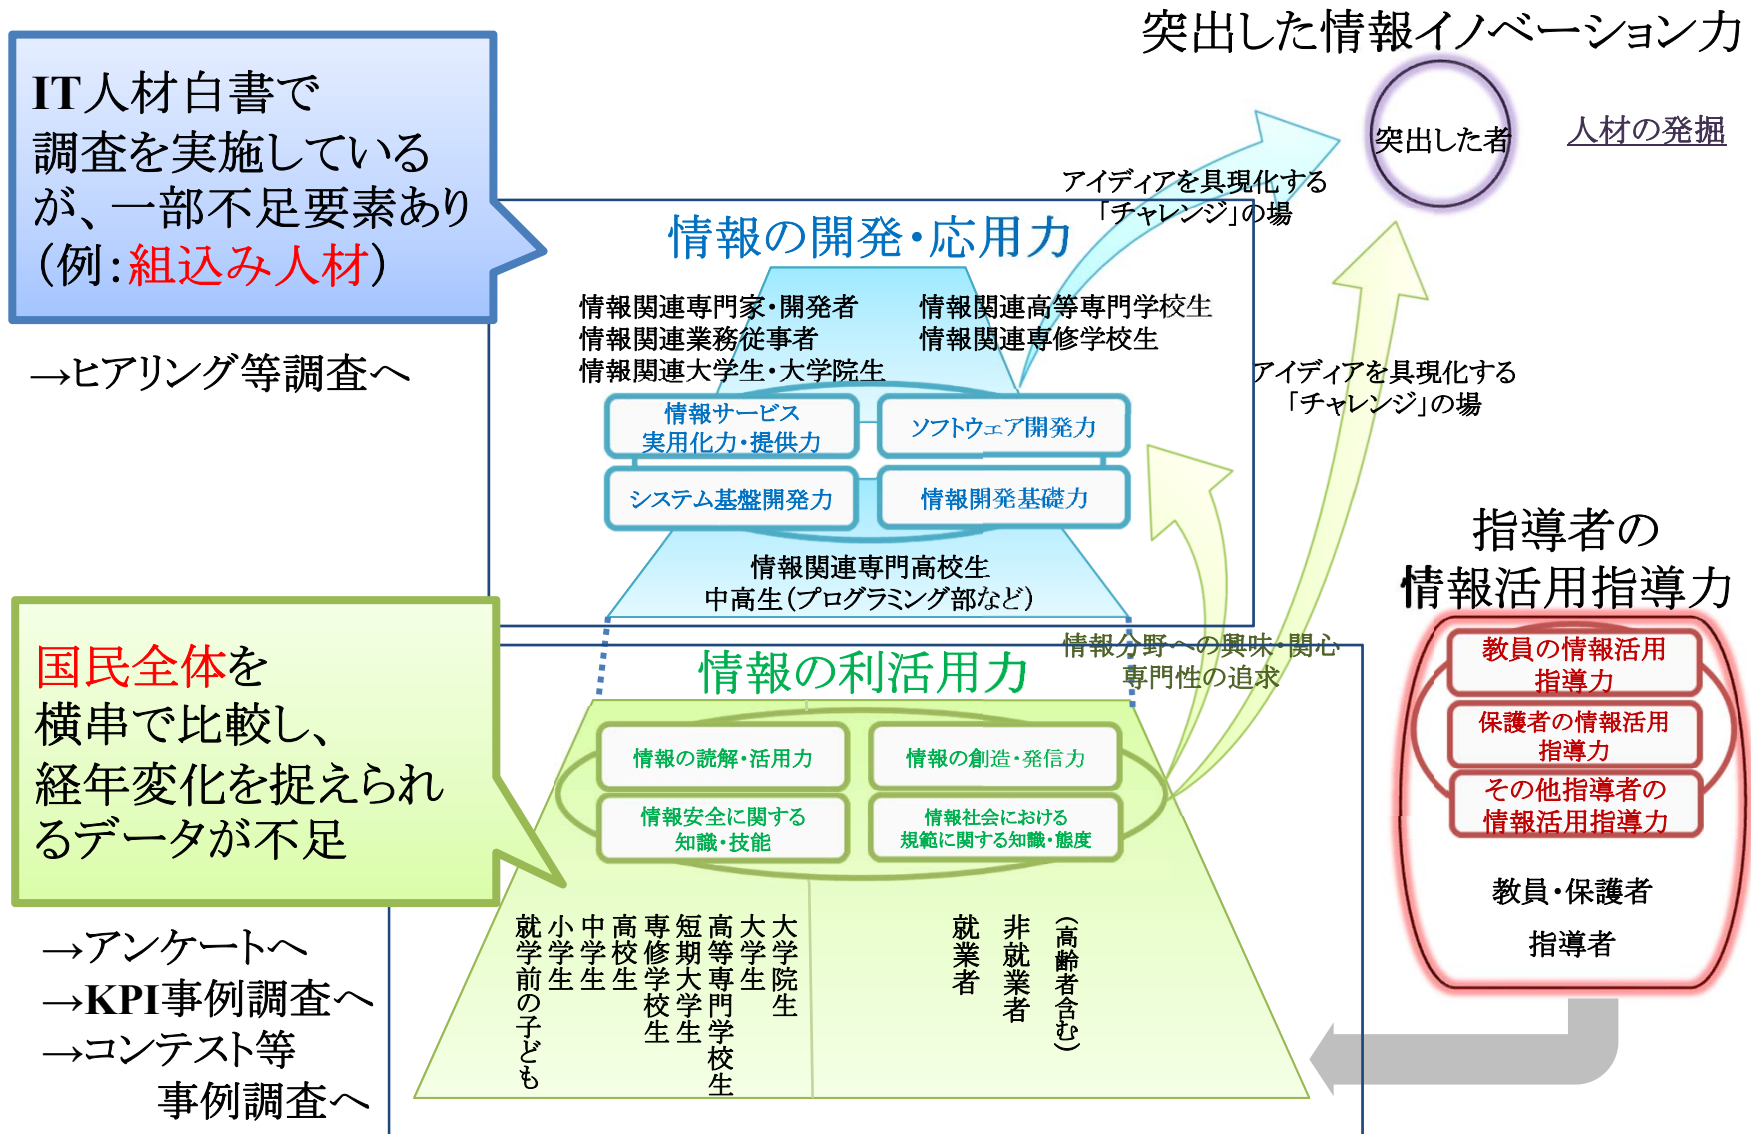 突出した情報イノベーション力
突出した者
人材の発掘
IT人材白書で
調査を実施している
が、一部不足要素あり
（例：組込み人材）
→ヒアリング等調査へ
アイディアを具現化する
「チャレンジ」の場
情報の開発・応用力
情報関連専門家・開発者
情報関連業務従事者
情報関連大学生・大学院生
情報関連高等専門学校生
情報関連専修学校生
アイディアを具現化する
「チャレンジ」の場
情報サービス
実用化力・提供力
ソフトウェア開発力
システム基盤開発力
情報開発基礎力
情報関連専門高校生
中高生（プログラミング部など）
指導者の
情報活用指導力
教員の情報活用
指導力
保護者の情報活用
指導力
その他指導者の
情報活用指導力
教員・保護者
指導者
国民全体を
横串で比較し、
経年変化を捉えられ
るデータが不足
→アンケートへ
→KPI事例調査へ
→コンテスト等
事例調査へ
情報の利活用力
情報分野への興味・関心
専門性の追求
情報の読解・活用力
情報の創造・発信力
情報安全に関する
知識・技能
情報社会における
規範に関する知識・態度
就学前の子ども
小学生
中学生
高校生
専修学校生
短期大学生
高等専門学校生
大学生
大学院生
就業者
非就業者
（高齢者含む）